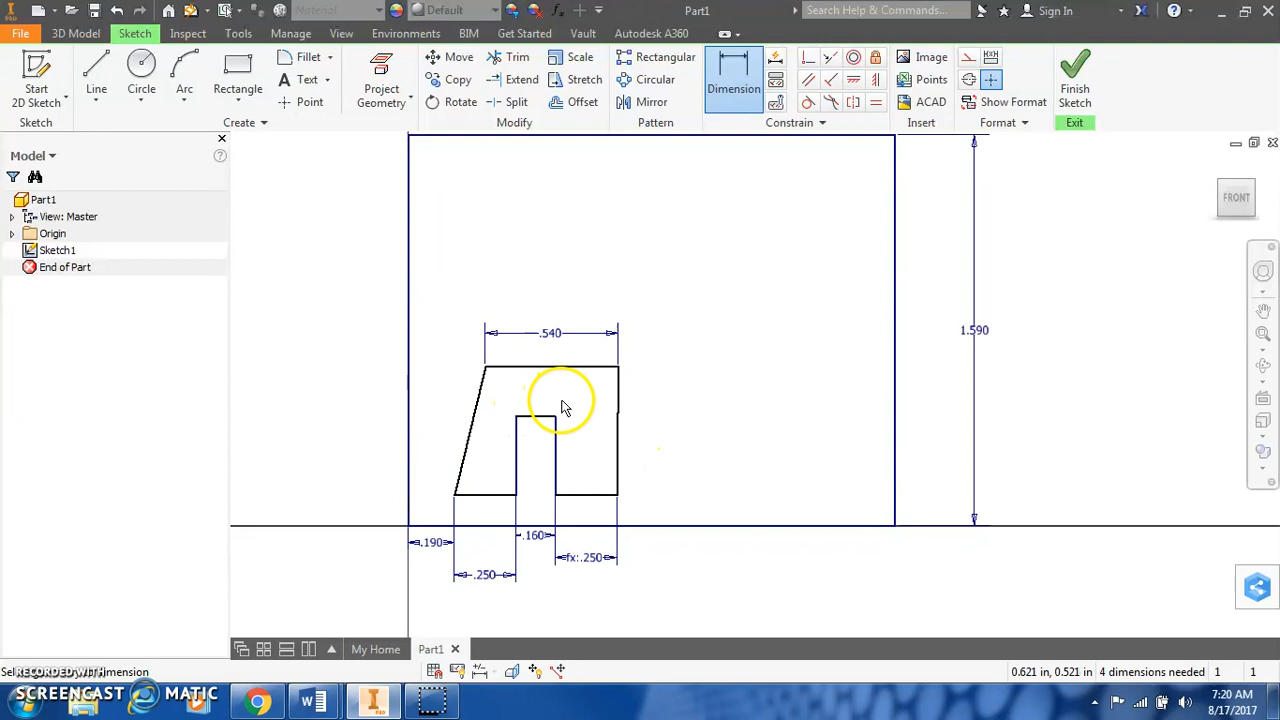 PRO
Material
Default
Part1
Search Help & Commands...
Sign In
File
3D Model
Sketch
Inspect
Tools
Manage
View
Environments
BIM
Get Started
Vault
Autodesk A360
Start
2D Sketch
Line
Circle
Arc
Rectangle
Fillet
Text
Point
Project
Geometry
Move
Copy
Rotate
Trim
Extend
Split
Scale
Stretch
Offset
Rectangular
Circular
Mirror
Dimension
Image
Points
ACAD
Show Format
Finish
Sketch
Sketch
Create
Modify
Pattern
Constrain
Insert
Format
Exit
Model
Part1
View: Master
Origin
Sketch1
End of Part
FRONT
.540
1.590
.190
.160
fx:.250
.250
My Home
Part1
0.621 in, 0.521 in
4 dimensions needed
1
1
RECORDED WITH
SCREENCAST MATIC
7:20 AM
8/17/2017